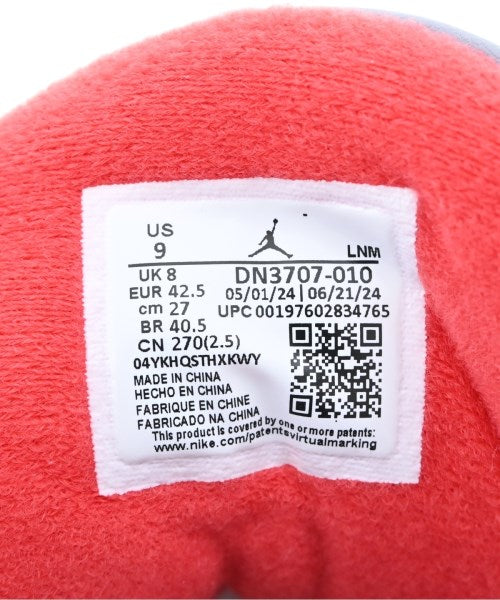 US
9
LNM
UK 8
DN3707-010
EUR 42.5
05/01/24 | 06/21/24
cm 27
UPC 00197602834765
BR 40.5
CN 270(2.5)
04YKHQSTHXKWY
MADE IN CHINA
HECHO EN CHINA
FABRIQUE EN CHINE
FABRICADO NA CHINA
This product is covered by one or more patents:
www.nike.com/patentsvirtualmarking